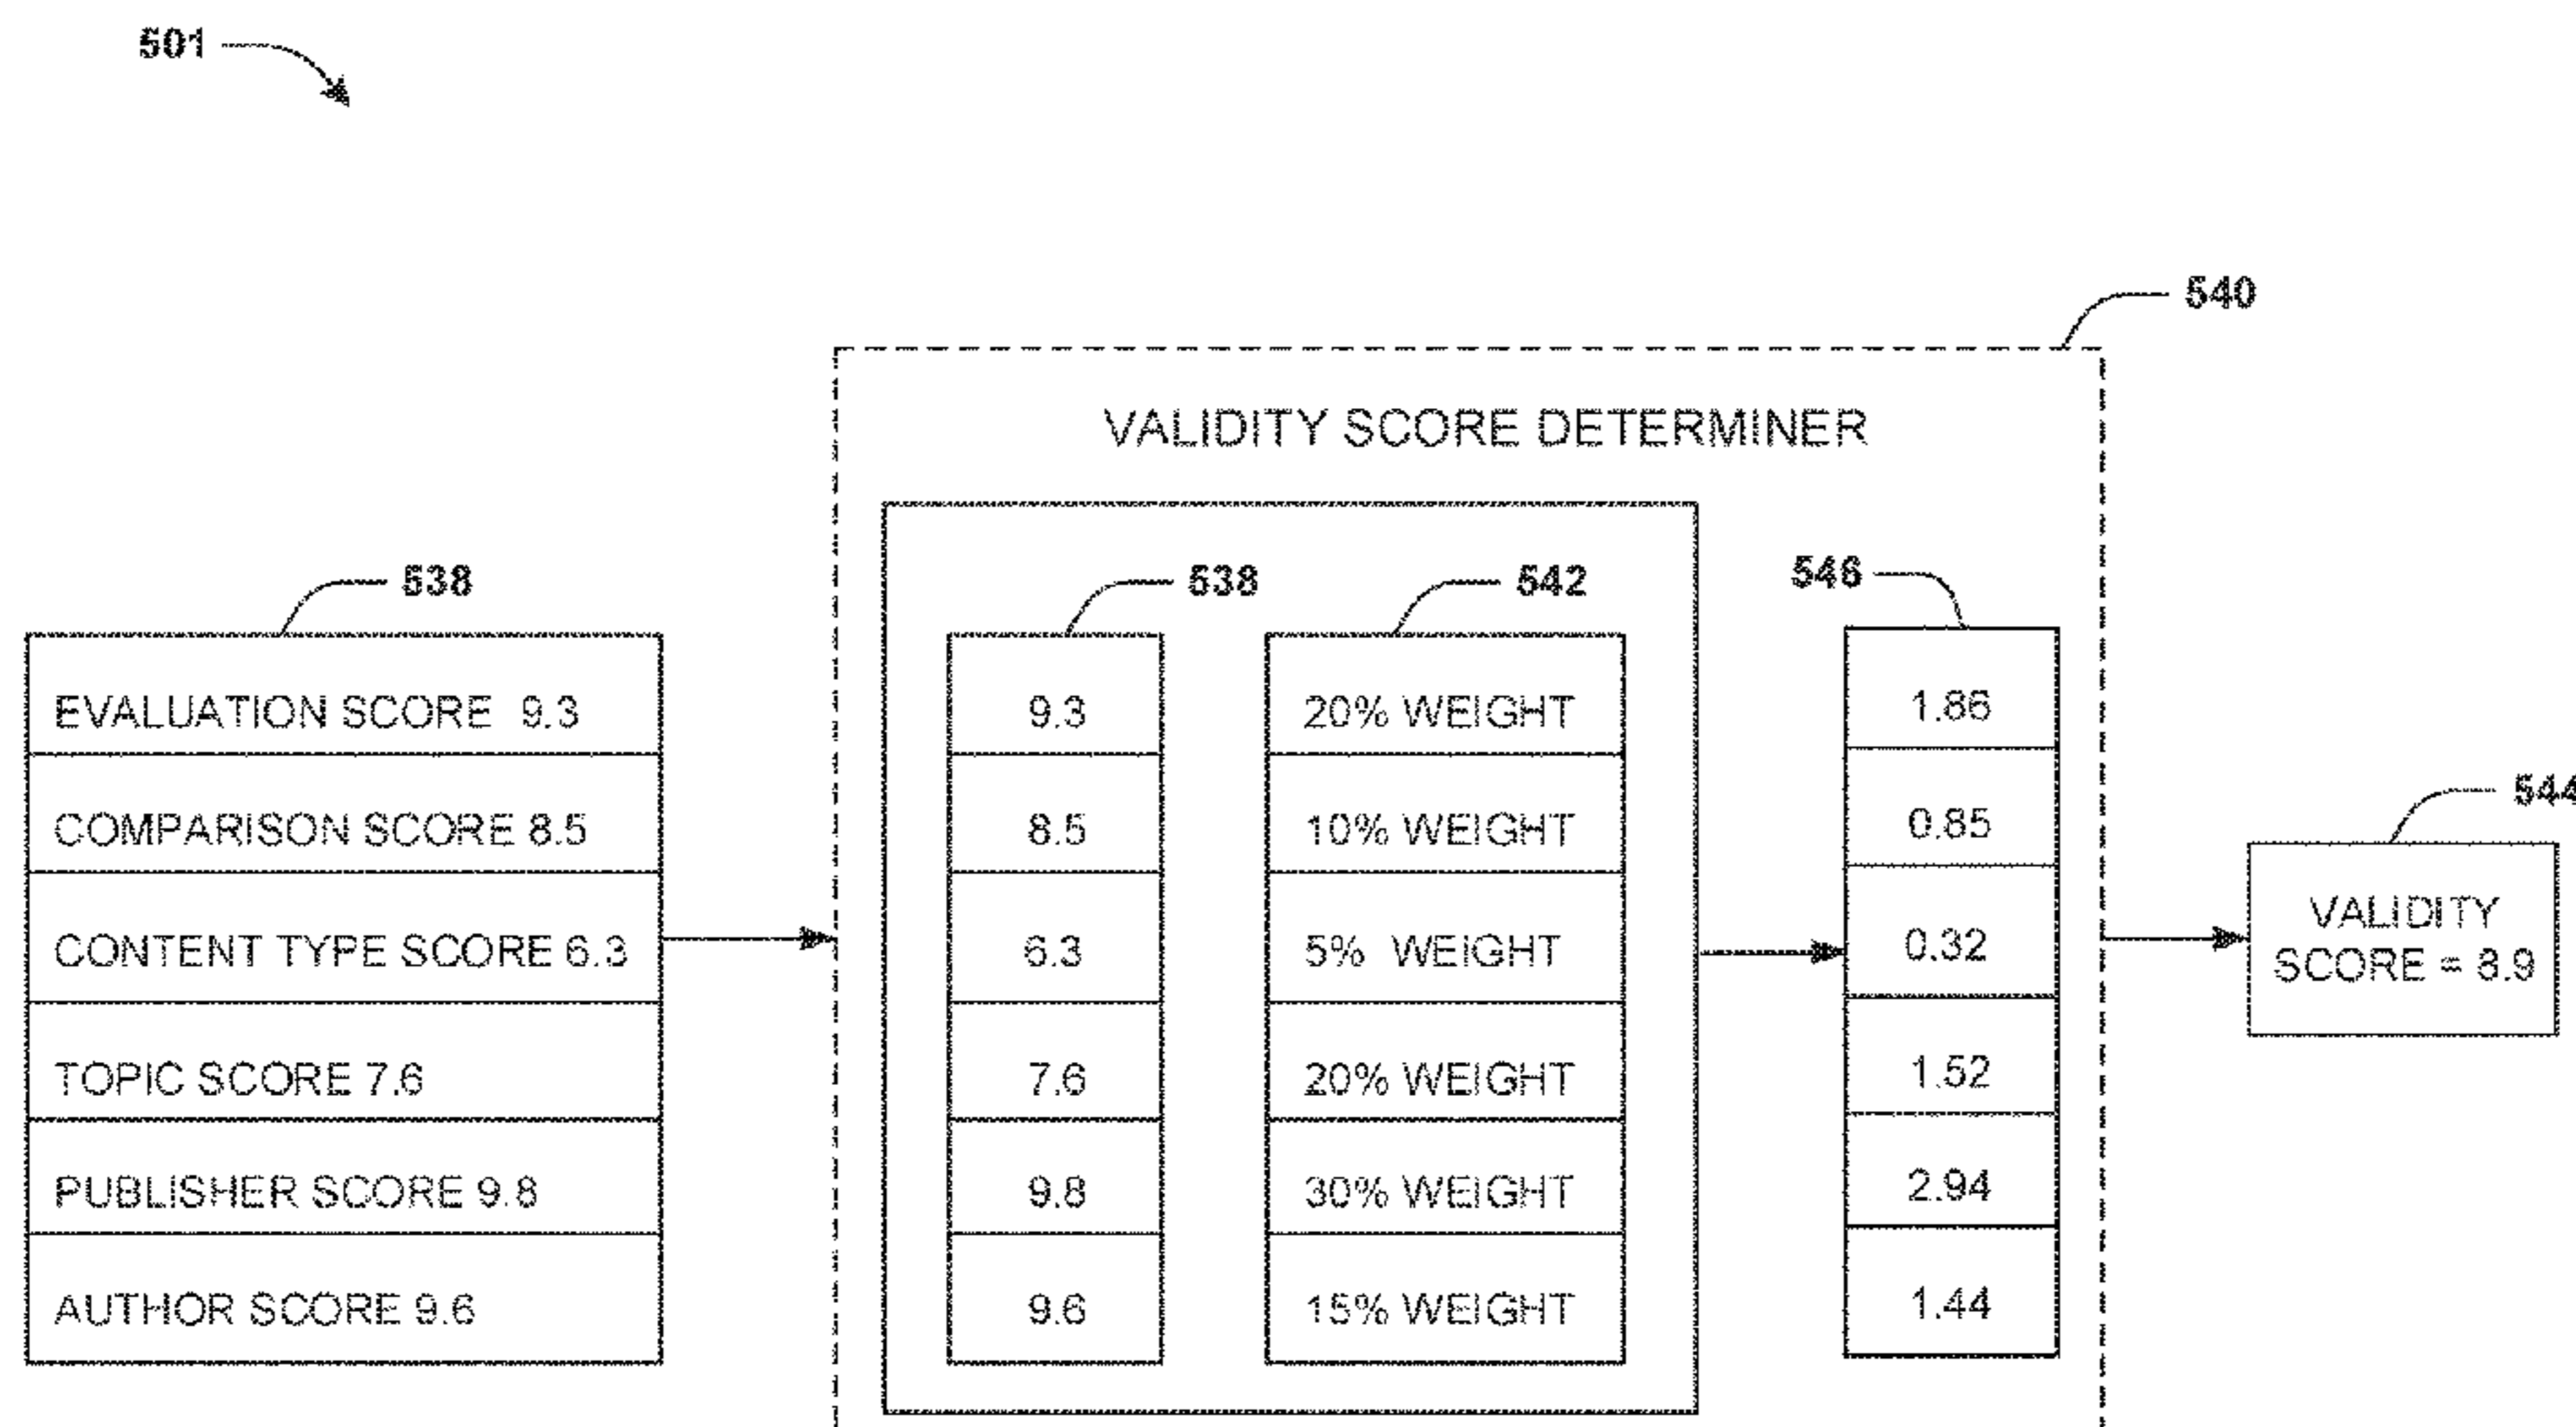 501
540
VALIDITY SCORE DETERMINER
538
538
542
546
EVALUATION SCORE 9.3
COMPARISON SCORE 8.5
CONTENT TYPE SCORE 6.3
TOPIC SCORE 7.6
PUBLISHER SCORE 9.8
AUTHOR SCORE 9.6
9.3
8.5
6.3
7.6
9.8
9.6
20% WEIGHT
10% WEIGHT
5% WEIGHT
20% WEIGHT
30% WEIGHT
15% WEIGHT
1.86
0.85
0.32
1.52
2.94
1.44
544
VALIDITY
SCORE = 8.9